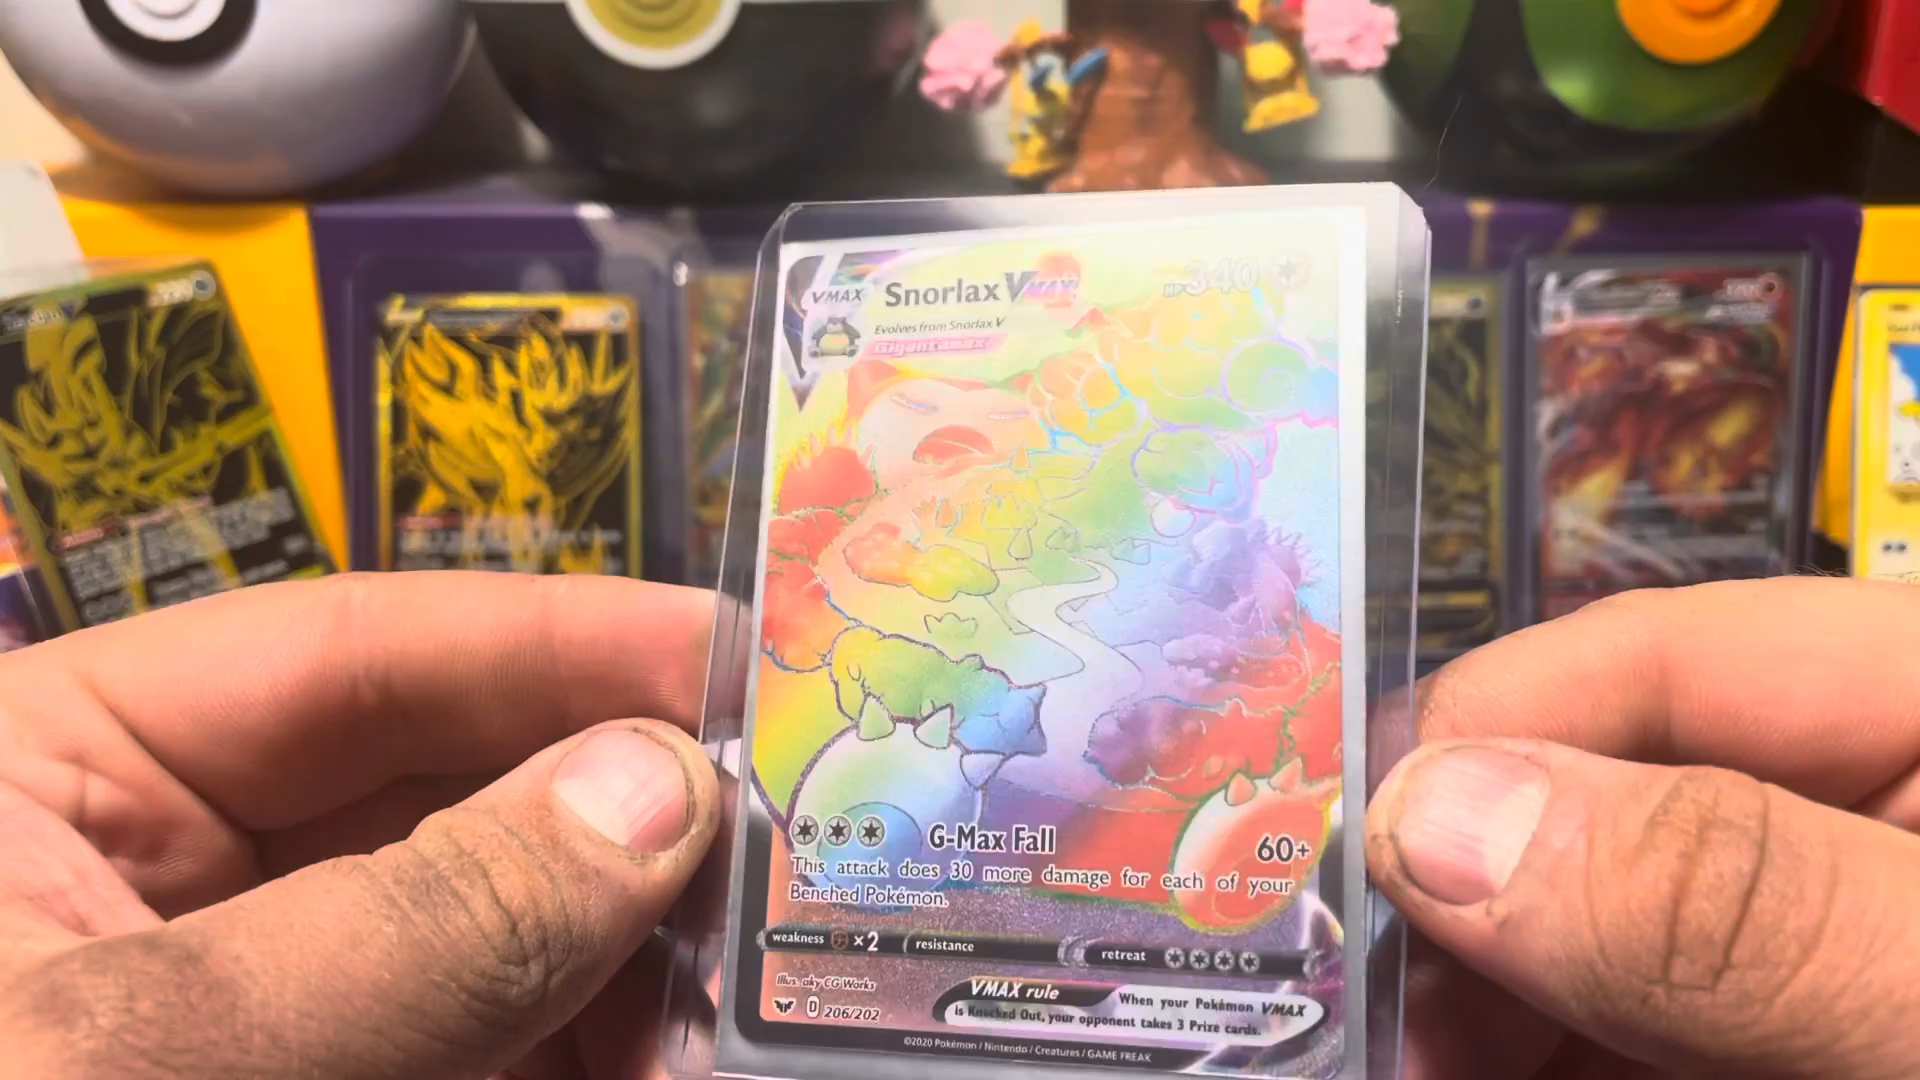 VMAX Snorlax VMAX HP 340
Evolves from Snorlax V
Gigantamax
G-Max Fall 60+
This attack does 30 more damage for each of your
Benched Pokémon.
weakness ×2 resistance retreat
Illus. aky CG Works
VMAX rule When your Pokémon VMAX
is Knocked Out, your opponent takes 3 Prize cards.
D 206/202
©2020 Pokémon / Nintendo / Creatures / GAME FREAK